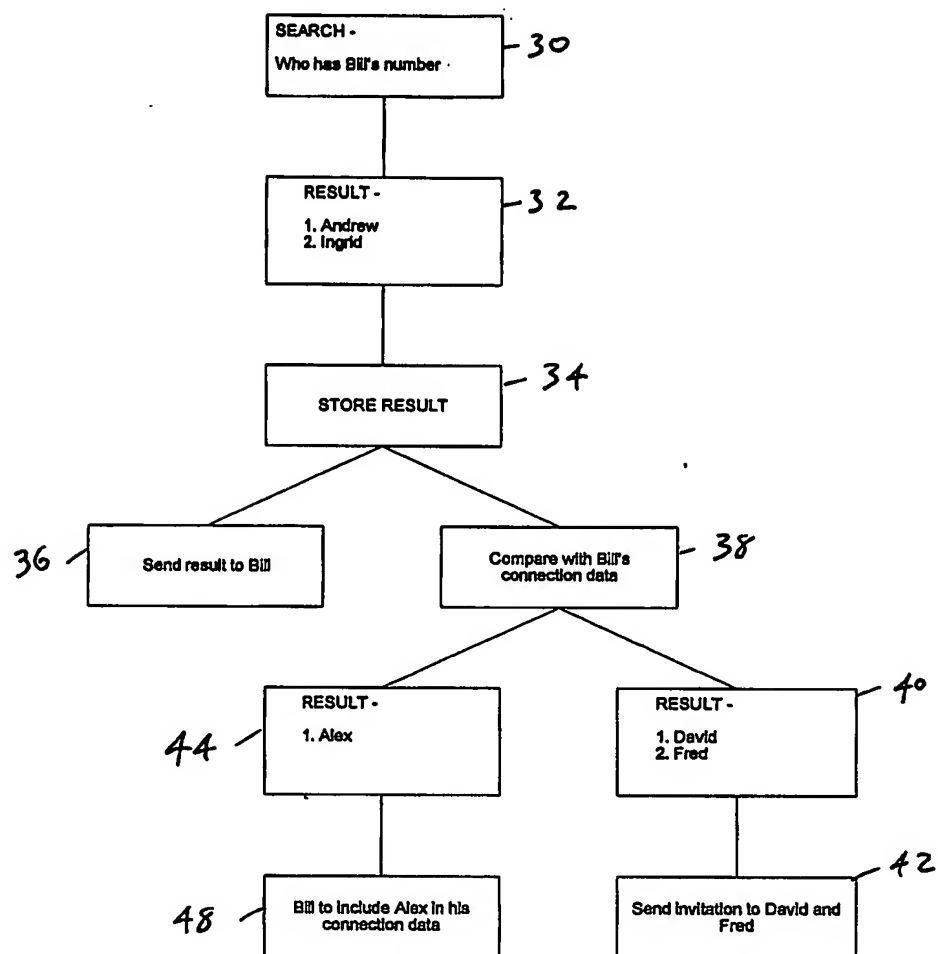 SEARCH -
Who has Bill's number
30
RESULT -
1. Andrew
2. Ingrid
32
STORE RESULT
34
36
Send result to Bill
Compare with Bill's
connection data
38
44
RESULT -
1. Alex
RESULT -
1. David
2. Fred
40
48
Bill to include Alex in his
connection data
Send invitation to David and
Fred
42